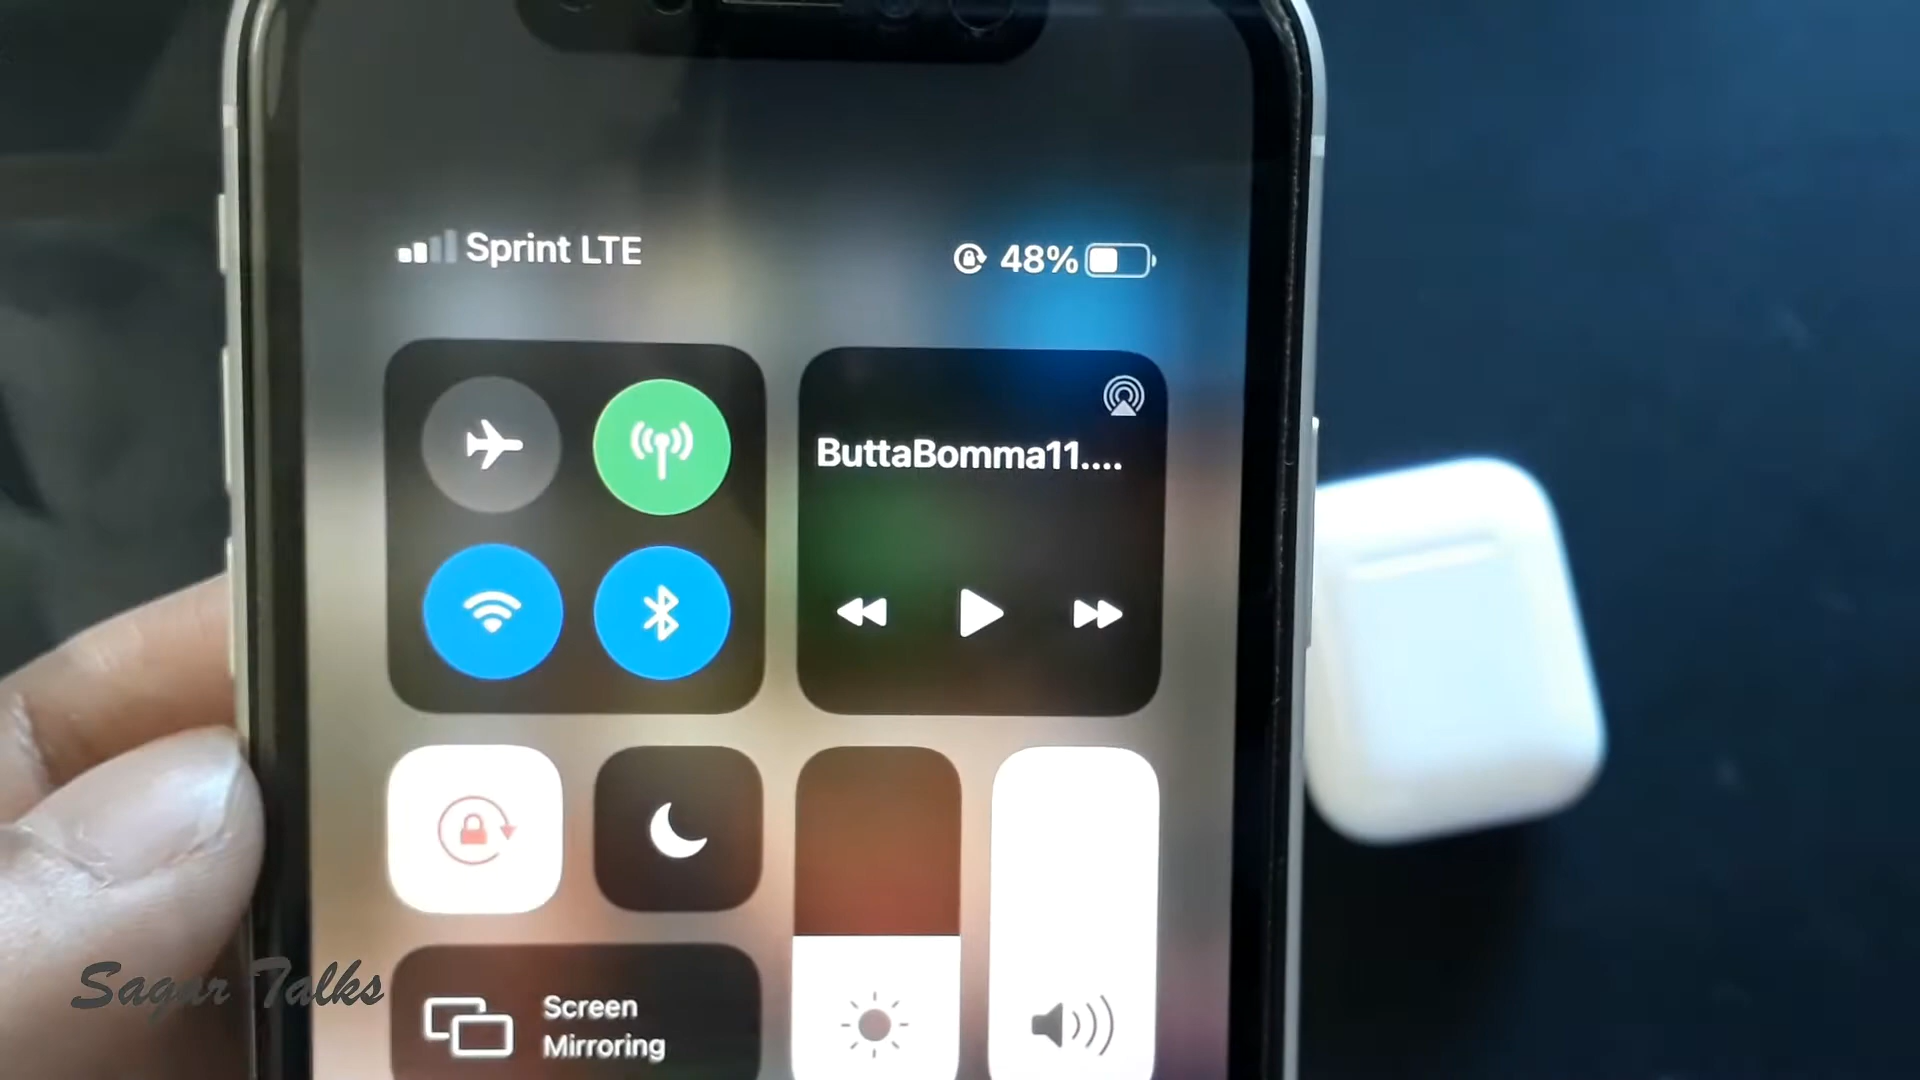 Sprint LTE
48%
ButtaBomma11....
Screen
Mirroring
Sagar Talks